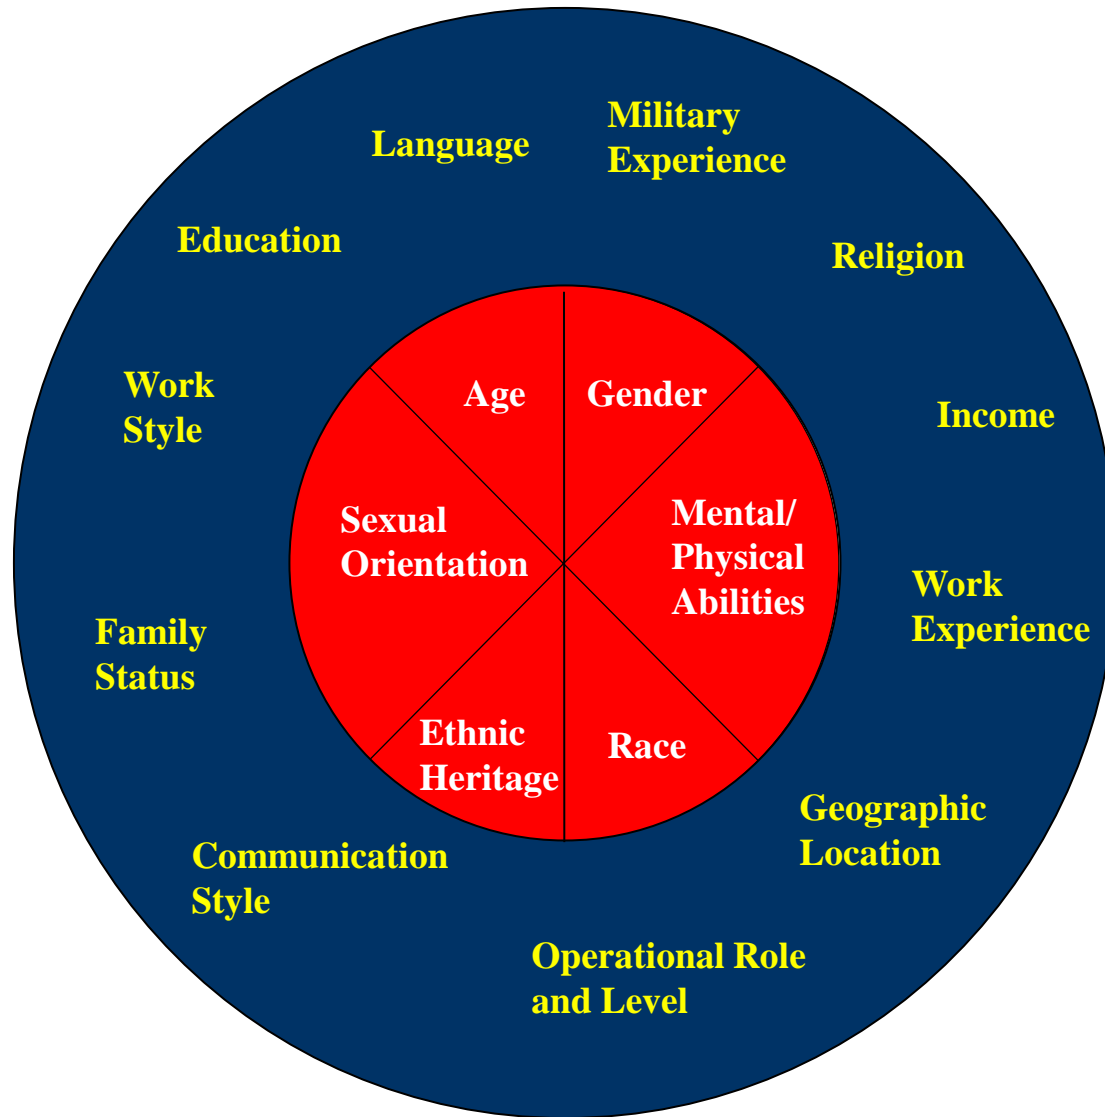 Language
Military
Experience
Education
Religion
Work
Style
Income
Age
Gender
Sexual
Orientation
Mental/
Physical
Abilities
Work
Experience
Family
Status
Ethnic
Heritage
Race
Geographic
Location
Communication
Style
Operational Role
and Level